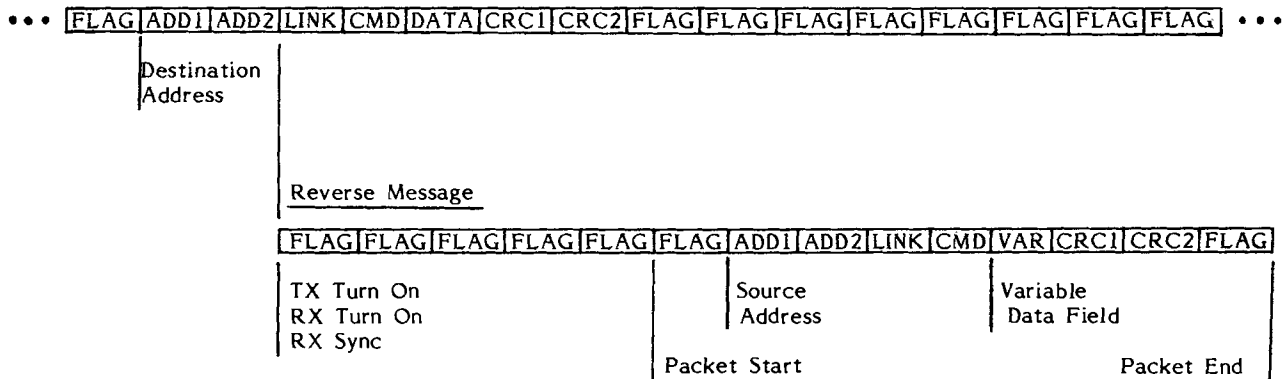 ••• FLAG ADD1 ADD2 LINK CMD DATA CRC1 CRC2 FLAG FLAG FLAG FLAG FLAG FLAG FLAG FLAG •••
Destination
Address
Reverse Message
FLAG FLAG FLAG FLAG FLAG FLAG ADD1 ADD2 LINK CMD VAR CRC1 CRC2 FLAG
TX Turn On
RX Turn On
RX Sync
Source
Address
Variable
Data Field
Packet Start
Packet End